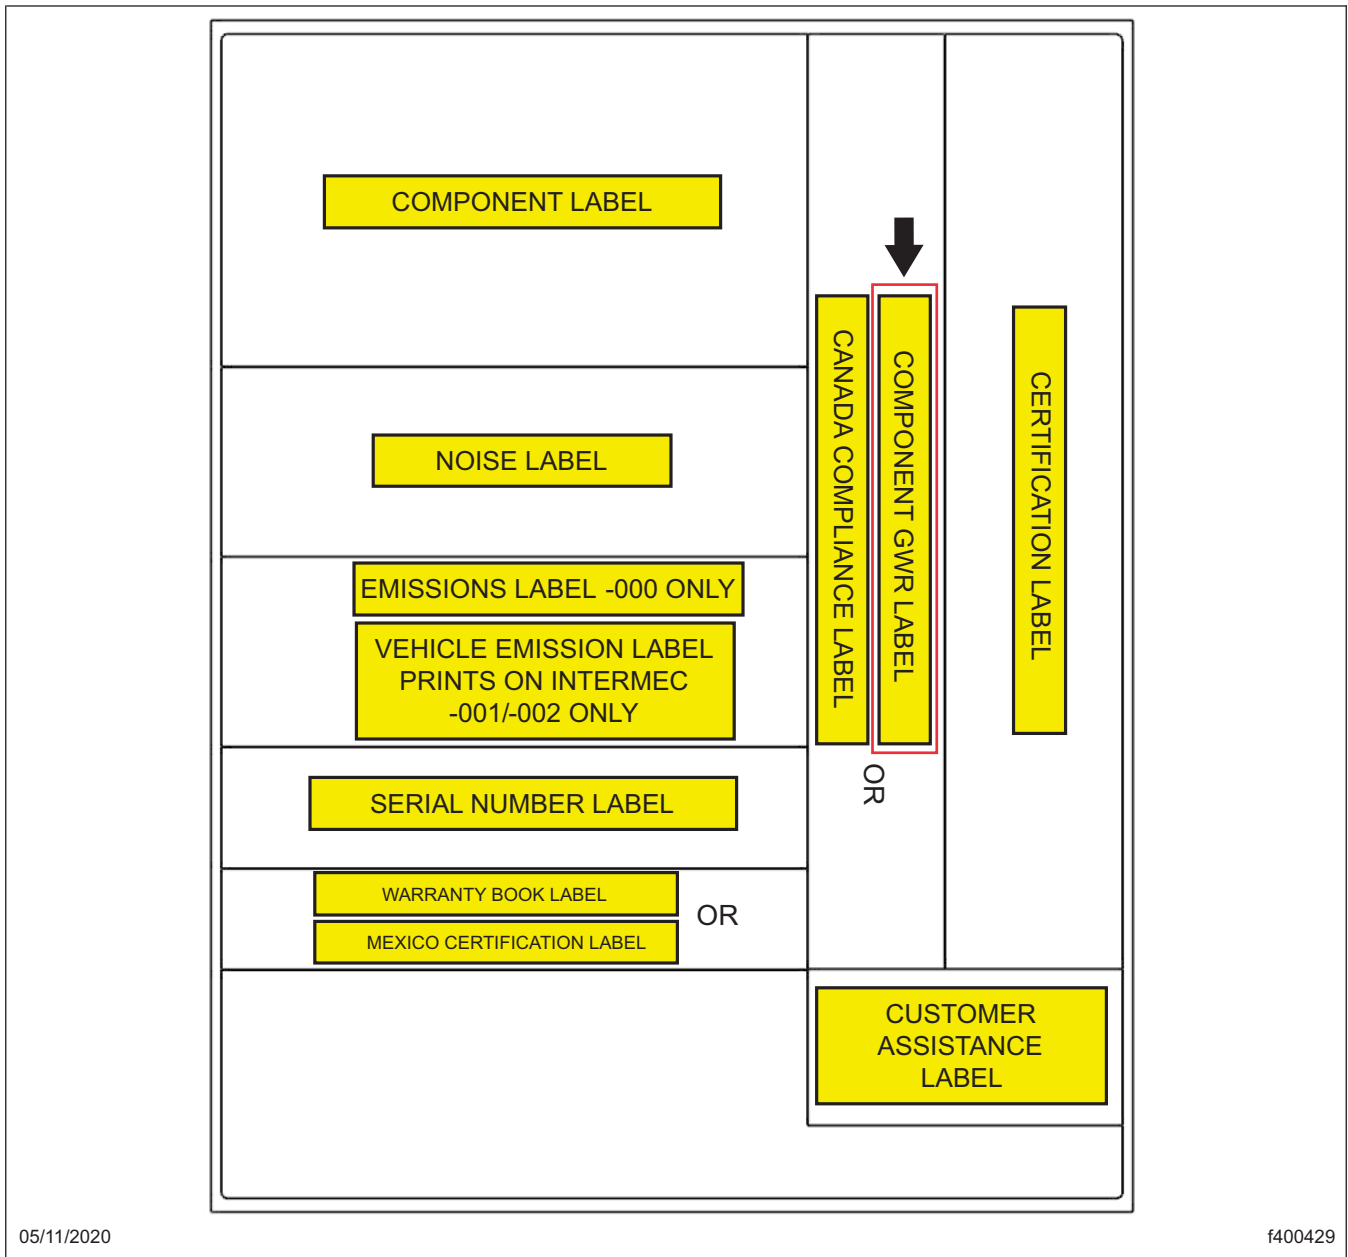 COMPONENT LABEL
NOISE LABEL
EMISSIONS LABEL -000 ONLY
VEHICLE EMISSION LABEL
PRINTS ON INTERMEC
-001/-002 ONLY
SERIAL NUMBER LABEL
WARRANTY BOOK LABEL
OR
MEXICO CERTIFICATION LABEL
CANADA COMPLIANCE LABEL
COMPONENT GWR LABEL
OR
CERTIFICATION LABEL
CUSTOMER
ASSISTANCE
LABEL
05/11/2020
f400429